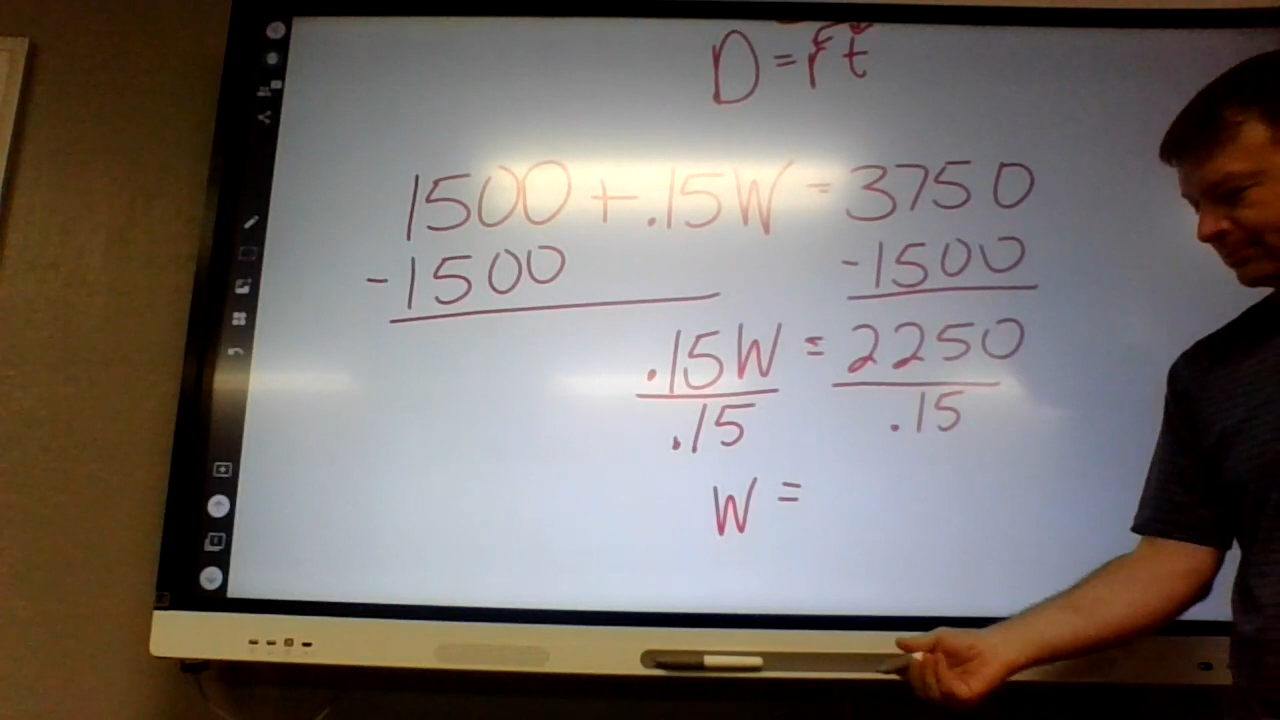 D = rt
1500 + .15W = 3750
-1500 -1500
.15W = 2250
.15 .15
W =